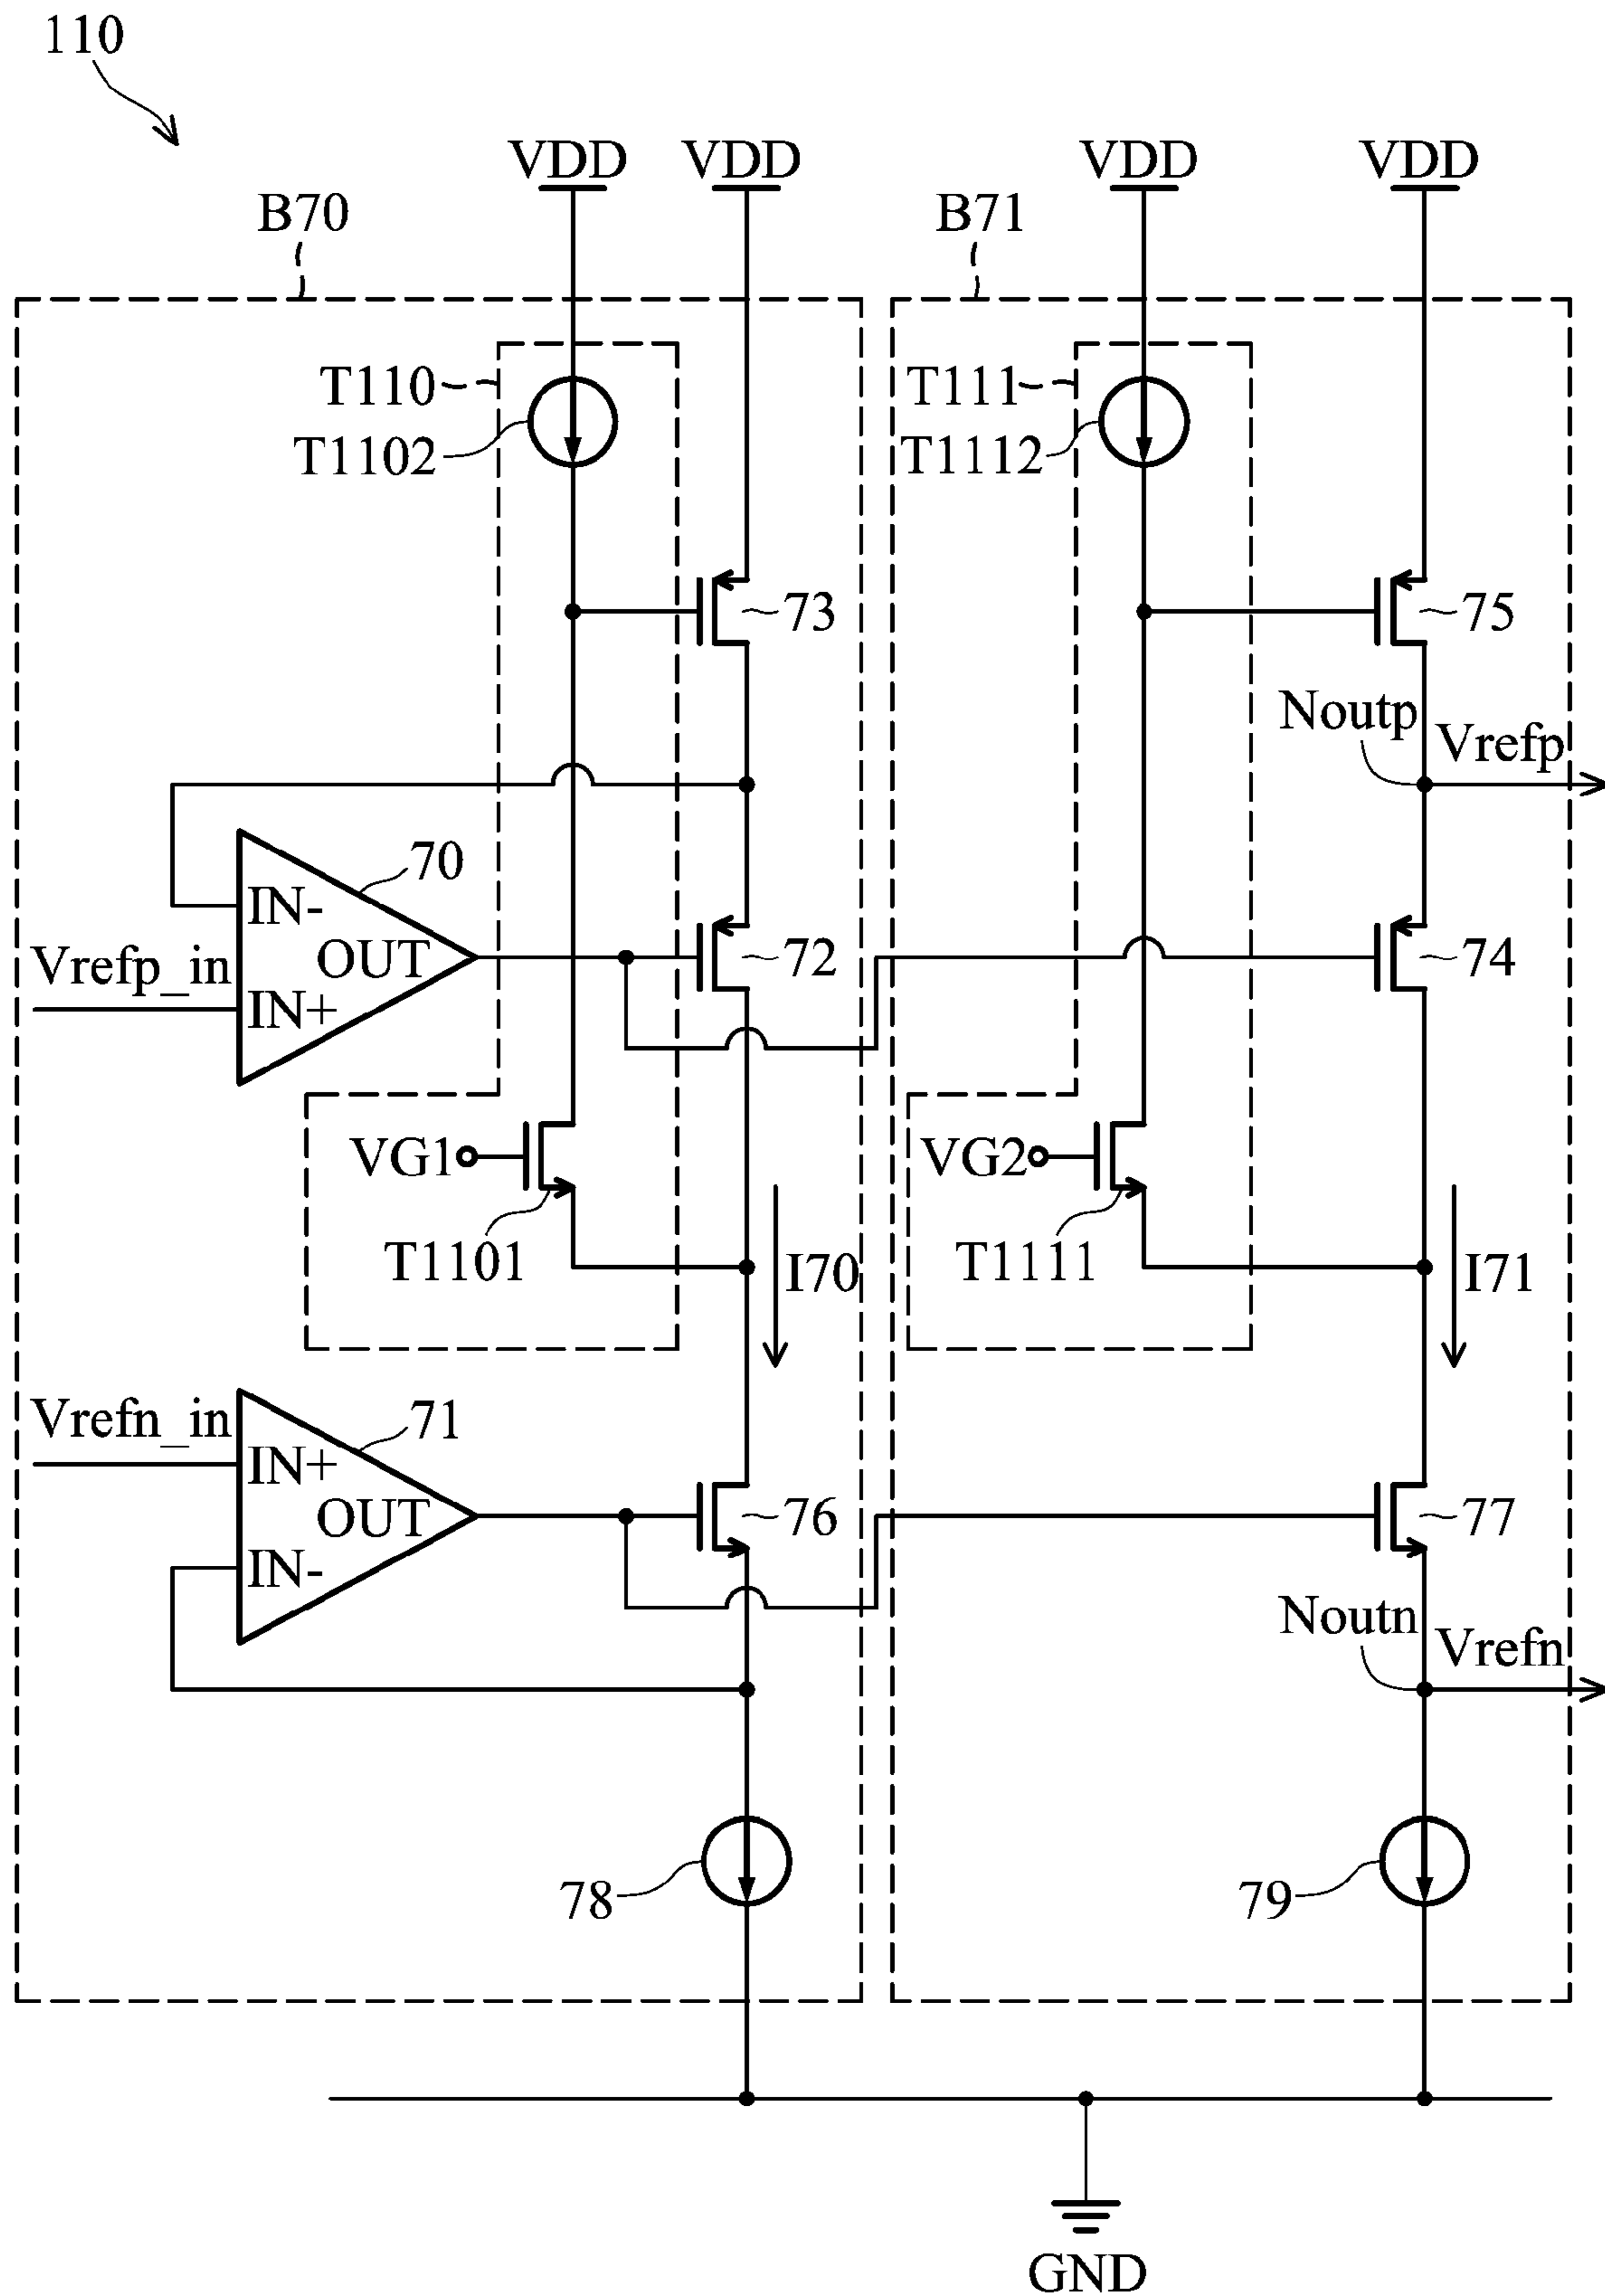 110
VDD VDD VDD VDD
B70 B71
T110 T111
T1102 T1112
73 75
Noutp
Vrefp
70
IN-
OUT
72 74
Vrefp_in
IN+
VG1 VG2
T1101 I70 T1111 I71
Vrefn_in
71
IN+
OUT
76 77
IN-
Noutn
Vrefn
78 79
GND